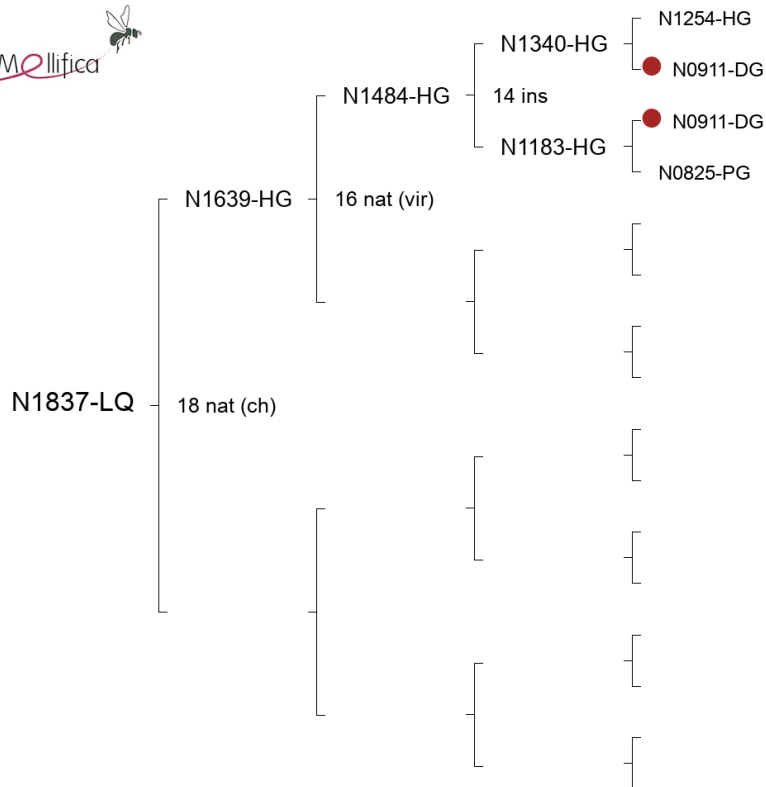 Mellifica
N1254-HG
N1340-HG
N0911-DG
N1484-HG
14 ins
N0911-DG
N1183-HG
N0825-PG
N1639-HG
16 nat (vir)
N1837-LQ
18 nat (ch)